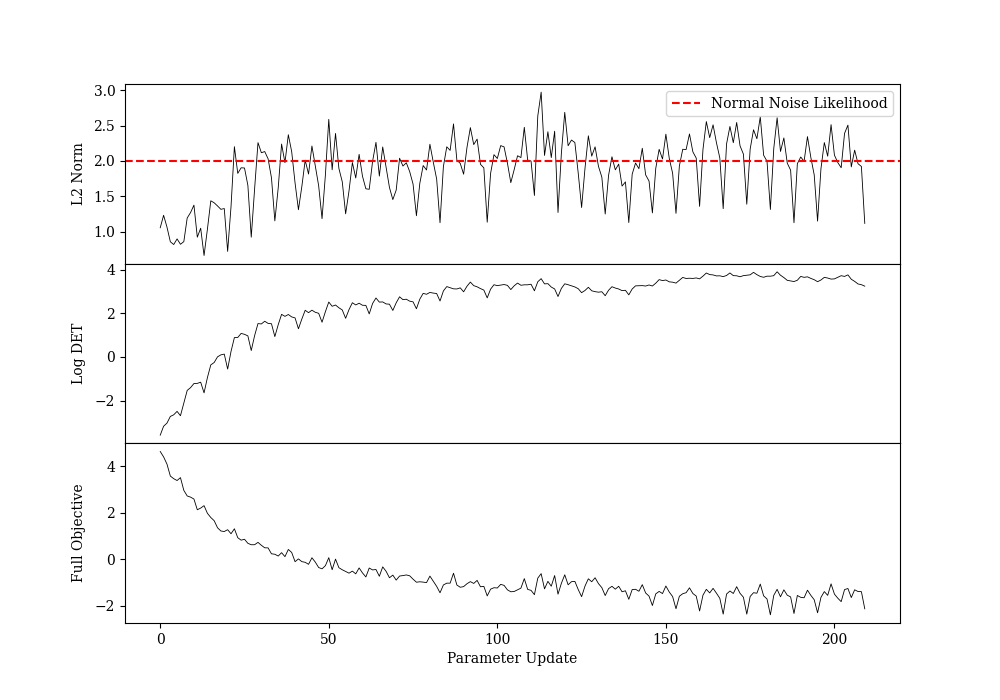 3.0
2.5
2.0
1.5
1.0
L2 Norm
Normal Noise Likelihood
4
2
0
−2
Log DET
4
2
0
−2
Full Objective
0 50 100 150 200
Parameter Update